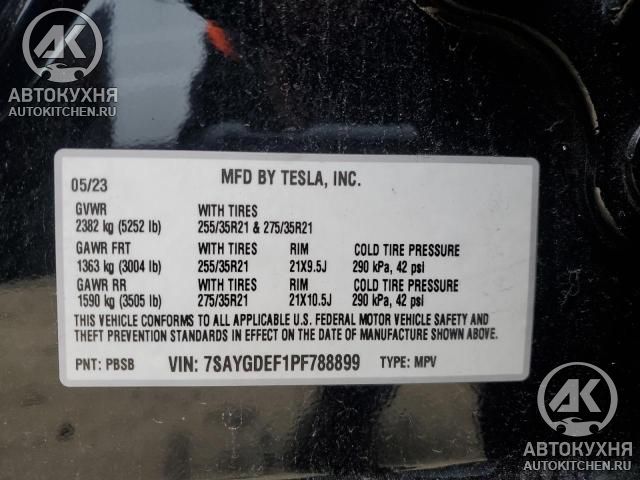 АВТОКУХНЯ
AUTOKITCHEN.RU
АВТОКУХНЯ
AUTOKITCHEN.RU
MFD BY TESLA, INC.
05/23
GVWR WITH TIRES
2382 kg (5252 lb) 255/35R21 & 275/35R21
GAWR FRT WITH TIRES RIM COLD TIRE PRESSURE
1363 kg (3004 lb) 255/35R21 21X9.5J 290 kPa, 42 psi
GAWR RR WITH TIRES RIM COLD TIRE PRESSURE
1590 kg (3505 lb) 275/35R21 21X10.5J 290 kPa, 42 psi
THIS VEHICLE CONFORMS TO ALL APPLICABLE U.S. FEDERAL MOTOR VEHICLE SAFETY AND
THEFT PREVENTION STANDARDS IN EFFECT ON THE DATE OF MANUFACTURE SHOWN ABOVE.
PNT: PBSB VIN: 7SAYGDEF1PF788899 TYPE: MPV
AK
АВТОКУХНЯ
AUTOKITCHEN.RU